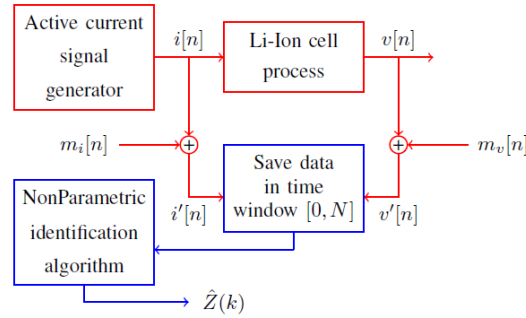 Active current
signal
generator
i[n]
Li-Ion cell
process
v[n]
m_i[n]
+
+
m_v[n]
Save data
in time
window [0, N]
i'[n]
v'[n]
NonParametric
identification
algorithm
Ẑ(k)